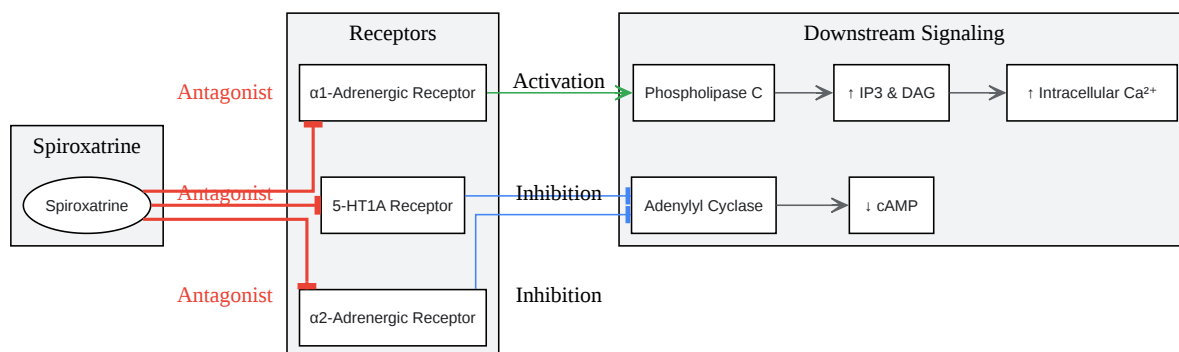 Receptors
Downstream Signaling
Antagonist
α1-Adrenergic Receptor
Activation
Phospholipase C
↑ IP3 & DAG
↑ Intracellular Ca²⁺
Spiroxatrine
Spiroxatrine
Antagonist
5-HT1A Receptor
Inhibition
Adenylyl Cyclase
↓ cAMP
Antagonist
α2-Adrenergic Receptor
Inhibition